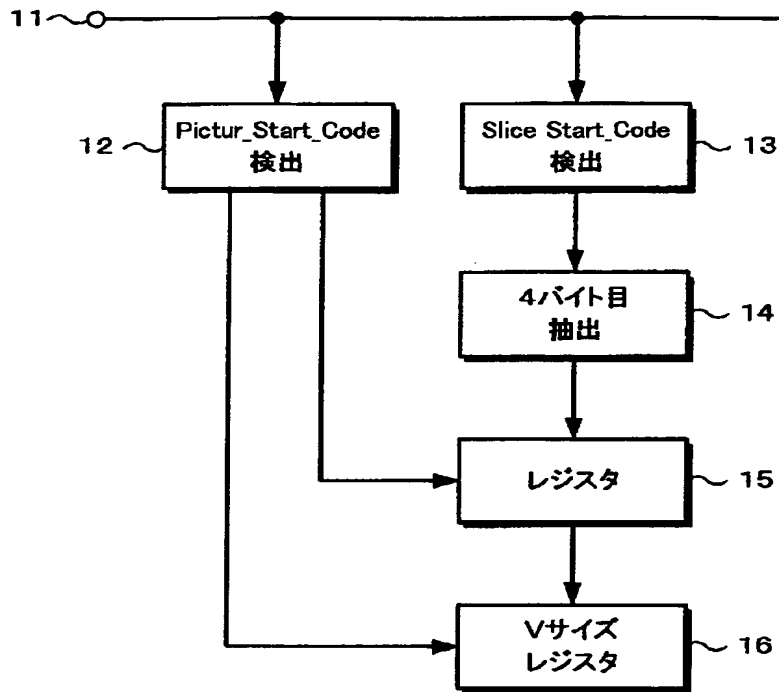 11
12
Pictur_Start_Code
検出
Slice Start_Code
検出
13
4バイト目
抽出
14
レジスタ
15
Vサイズ
レジスタ
16